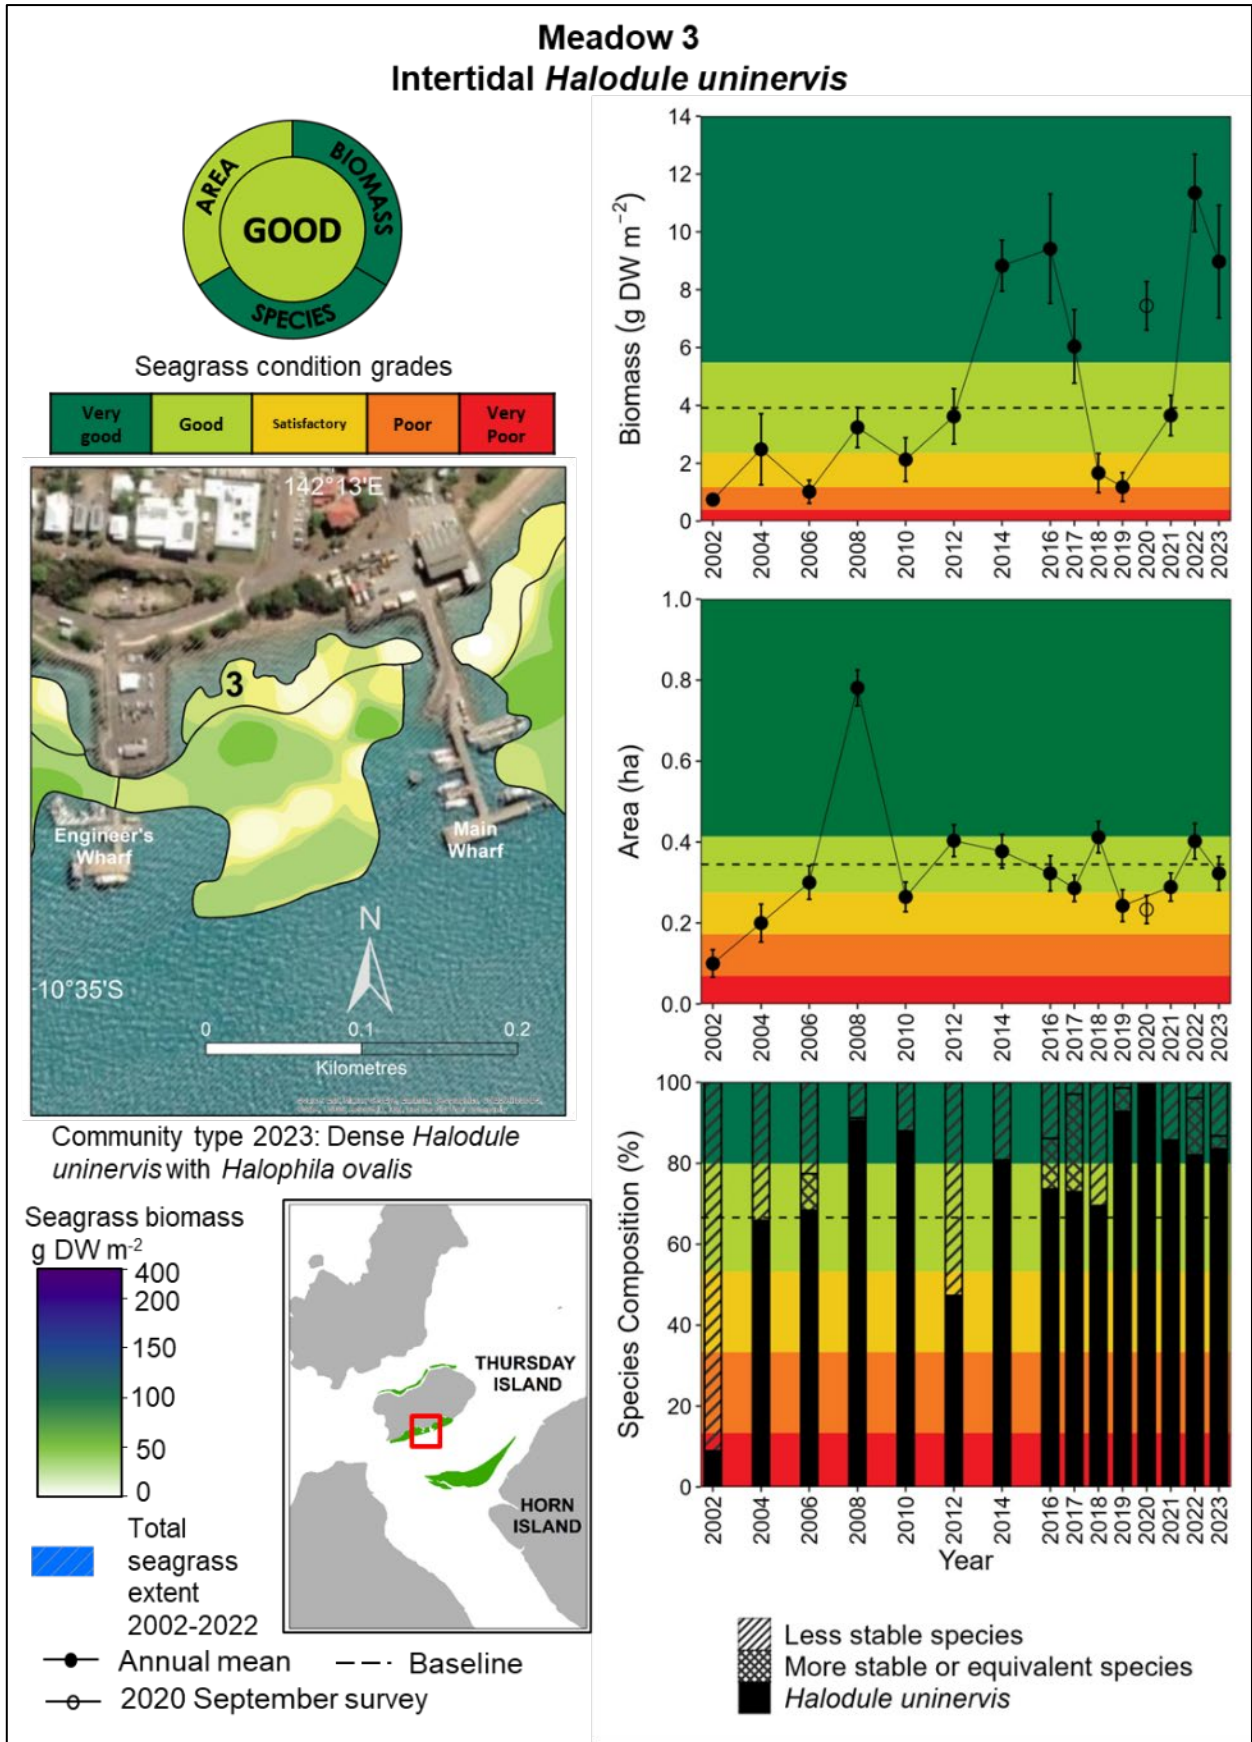 Meadow 3
Intertidal Halodule uninervis
AREA
BIOMASS
GOOD
SPECIES
Seagrass condition grades
Very good
Good
Satisfactory
Poor
Very Poor
142°13'E
3
Engineer's
Wharf
Main
Wharf
N
10°35'S
0 0.1 0.2
Kilometres
Community type 2023: Dense Halodule
uninervis with Halophila ovalis
Seagrass biomass
g DW m-2
400
200
150
100
50
0
Total
seagrass
extent
2002-2022
THURSDAY
ISLAND
HORN
ISLAND
Annual mean
Baseline
2020 September survey
Biomass (g DW m−2)
14
12
10
8
6
4
2
0
2002 2004 2006 2008 2010 2012 2014 2016 2017 2018 2019 2020 2021 2022 2023
Area (ha)
1.0
0.8
0.6
0.4
0.2
0.0
2002 2004 2006 2008 2010 2012 2014 2016 2017 2018 2019 2020 2021 2022 2023
Species Composition (%)
100
80
60
40
20
0
2002 2004 2006 2008 2010 2012 2014 2016 2017 2018 2019 2020 2021 2022 2023
Year
Less stable species
More stable or equivalent species
Halodule uninervis